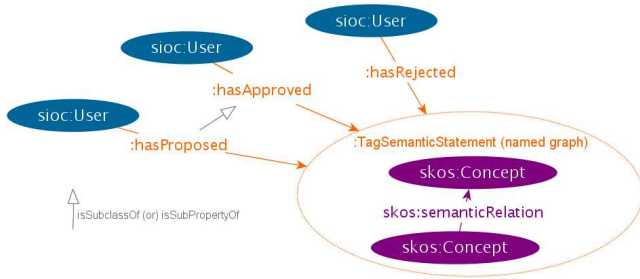 sioc:User
sioc:User
:hasRejected
:hasApproved
sioc:User
:hasProposed
:TagSemanticStatement (named graph)
skos:Concept
skos:semanticRelation
skos:Concept
isSubclassOf (or) isSubPropertyOf